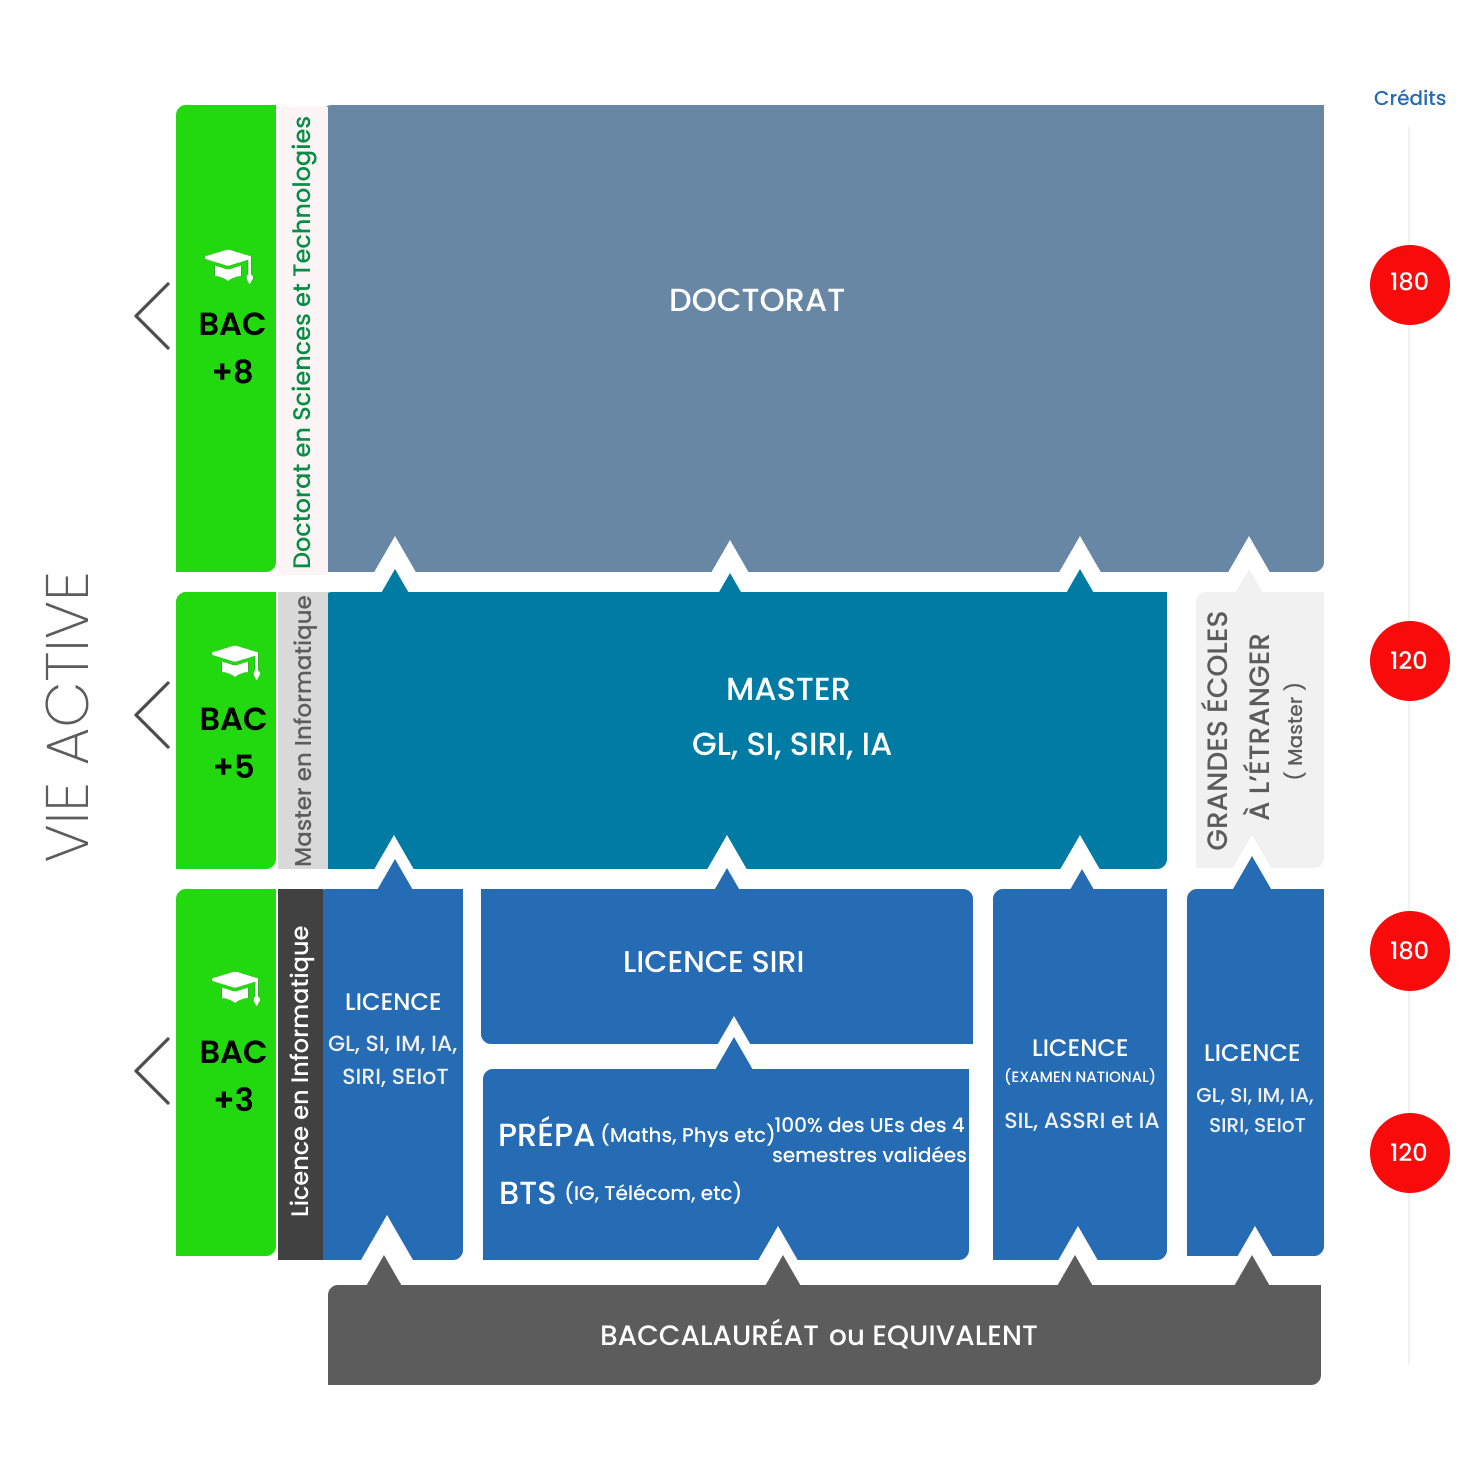 Crédits
VIE ACTIVE
BAC
+8
Doctorat en Sciences et Technologies
DOCTORAT
180
BAC
+5
Master en Informatique
MASTER
GL, SI, SIRI, IA
GRANDES ÉCOLES
À L'ÉTRANGER
( Master )
120
BAC
+3
Licence en Informatique
LICENCE
GL, SI, IM, IA,
SIRI, SEIoT
LICENCE SIRI
PRÉPA (Maths, Phys etc)
100% des UEs des 4
semestres validées
BTS (IG, Télécom, etc)
LICENCE
(EXAMEN NATIONAL)
SIL, ASSRI et IA
LICENCE
GL, SI, IM, IA,
SIRI, SEIoT
180
120
BACCALAURÉAT ou EQUIVALENT